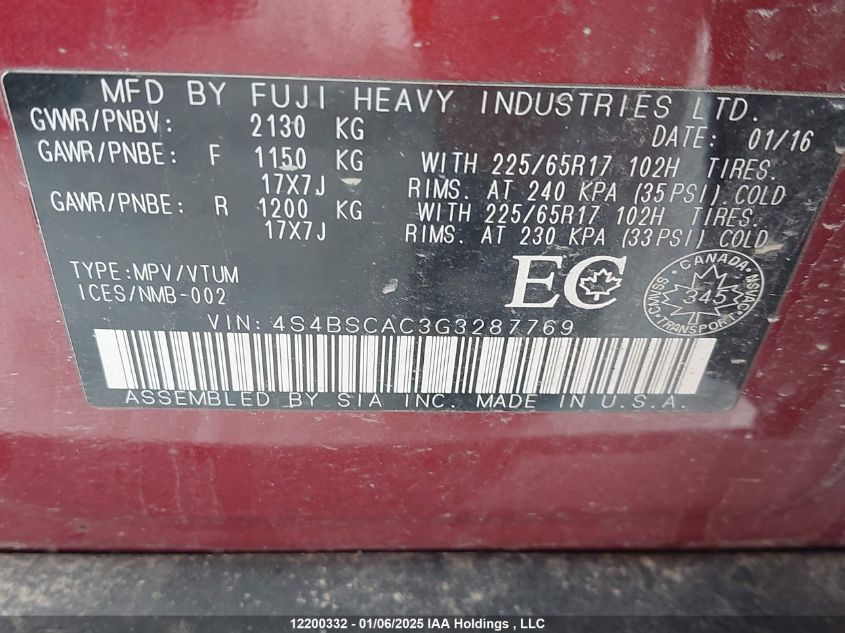 MFD BY FUJI HEAVY INDUSTRIES LTD.
GVWR/PNBV: 2130 KG DATE: 01/16
GAWR/PNBE: F 1150 KG WITH 225/65R17 102H TIRES.
17X7J RIMS. AT 240 KPA (35PSI) COLD
GAWR/PNBE: R 1200 KG WITH 225/65R17 102H TIRES.
17X7J RIMS. AT 230 KPA (33PSI) COLD
TYPE:MPV/VTUM
ICES/NMB-002
EC
CANADA
CMVSS NSVAC
345
TRANSPORT
VIN: 4S4BSCAC3G3287769
ASSEMBLED BY SIA INC. MADE IN U.S.A.
12200332 - 01/06/2025 IAA Holdings , LLC